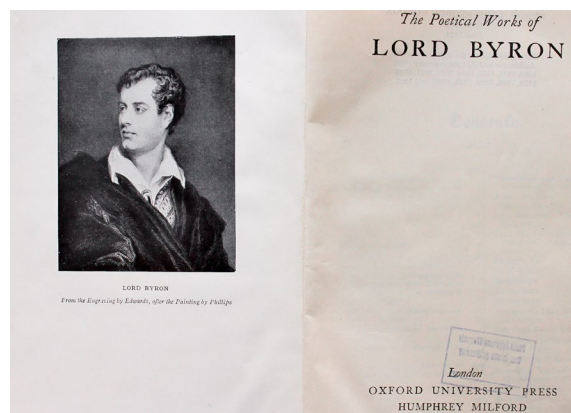 LORD BYRON
From the Engraving by Edwards, after the Painting by Phillips
The Poetical Works of
LORD BYRON
London
OXFORD UNIVERSITY PRESS
HUMPHREY MILFORD